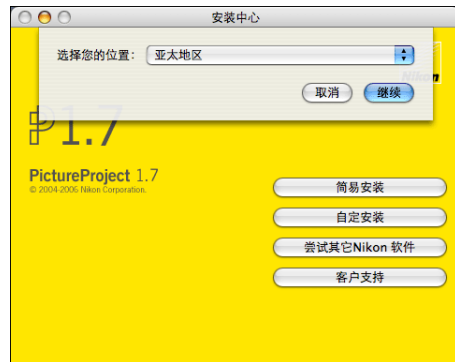 安装中心
选择您的位置： 亚太地区
取消 继续
Nikon
P1.7
PictureProject 1.7
© 2004-2006 Nikon Corporation.
简易安装
自定安装
尝试其它Nikon 软件
客户支持